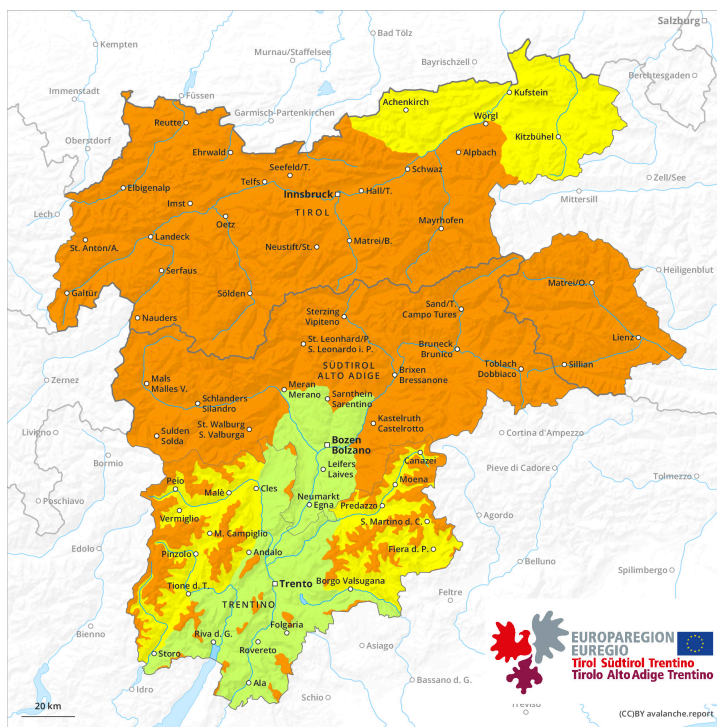 Salzburg
Kempten
Bad Tölz
Murnau/Staffelsee
Bayrischzell
Berchtesgaden
Immenstadt
Füssen
Garmisch-Partenkirchen
Achenkirch
Kufstein
Reutte
Wörgl
Kitzbühel
Oberstdorf
Ehrwald
Seefeld/T.
Alpbach
Schwaz
Zell/See
Elbigenalp
Telfs
Innsbruck
Hall/T.
Mittersill
Lech
Imst
TIROL
Oetz
Mayrhofen
St. Anton/A.
Landeck
Neustift/St.
Matrei/B.
Serfaus
Heiligenblut
Galtür
Sölden
Matrei/O.
Nauders
Sterzing
Vipiteno
Sand/T.
Campo Tures
St. Leonhard/P.
S. Leonardo i. P.
Bruneck
Brunico
Lienz
SÜDTIROL
ALTO ADIGE
Brixen
Bressanone
Toblach
Dobbiaco
Sillian
Zernez
Mals
Malles V.
Meran
Merano
Sarnthein
Sarentino
Schlanders
Silandro
Kastelruth
Castelrotto
Livigno
Sulden
Solda
St. Walburg
S. Valburga
Bozen
Bolzano
Cortina d'Ampezzo
Bormio
Canazei
Pieve di Cadore
Tolmezzo
Leifers
Laives
Poschiavo
Peio
Malè
Cles
Moena
Neumarkt
Egna
Predazzo
Vermiglio
S. Martino d. C.
Agordo
M. Campiglio
Edolo
Pinzolo
Andalo
Fiera d. P.
Belluno
Spilimbergo
Tione d. T.
Trento
Borgo Valsugana
Feltre
TRENTINO
Folgaria
Bienno
Riva d. G.
Rovereto
Asiago
Storo
Ala
Idro
Schio
Bassano d. G.
Treviso
EUROPAREGION
EUREGIO
Tirol Südtirol Trentino
Tirolo Alto Adige Trentino
20 km
(CC)BY avalanche.report